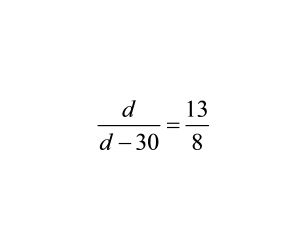 d / (d − 30) = 13 / 8